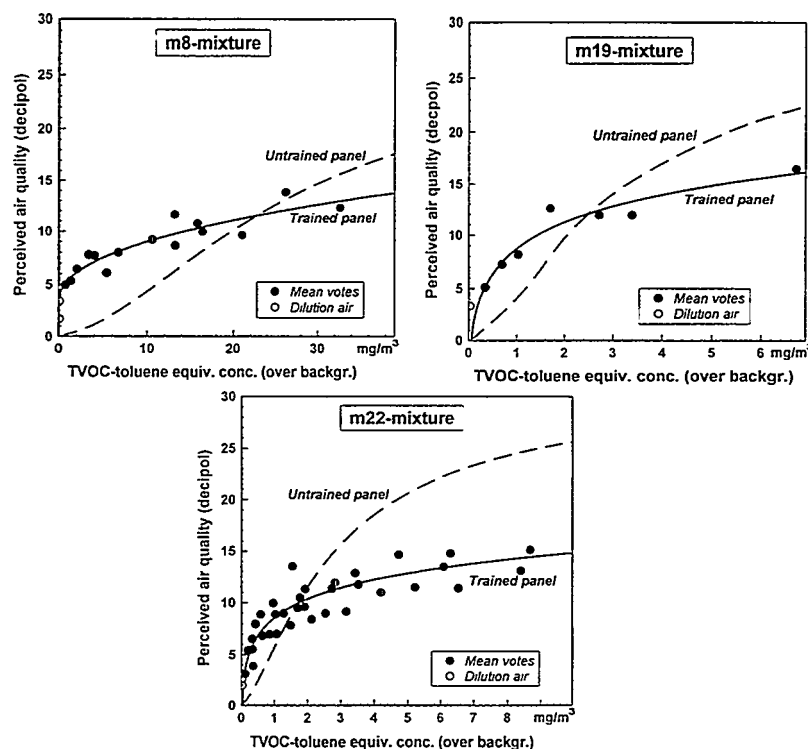 m8-mixture
Perceived air quality (decipol)
30
25
20
15
10
5
0
Untrained panel
Trained panel
Mean votes
Dilution air
0 10 20 30 mg/m³
TVOC-toluene equiv. conc. (over backgr.)
m19-mixture
Perceived air quality (decpol)
30
25
20
15
10
5
0
Untrained panel
Trained panel
Mean votes
Dilution air
0 1 2 3 4 5 6 mg/m³
TVOC-toluene equiv. conc. (over backgr.)
m22-mixture
Perceived air quality (decipol)
30
25
20
15
10
5
0
Untrained panel
Trained panel
Mean votes
Dilution air
0 1 2 3 4 5 6 7 8 mg/m³
TVOC-toluene equiv. conc. (over backgr.)